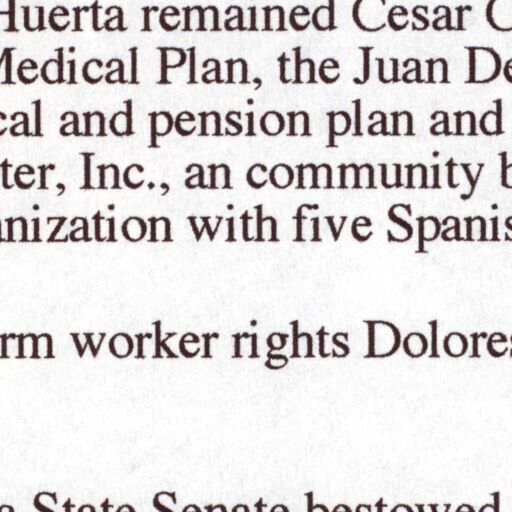 Huerta remained Cesar C
Medical Plan, the Juan De
cal and pension plan and
ter, Inc., an community b
anization with five Spanis
rm worker rights Dolores
a State Senate bestowed